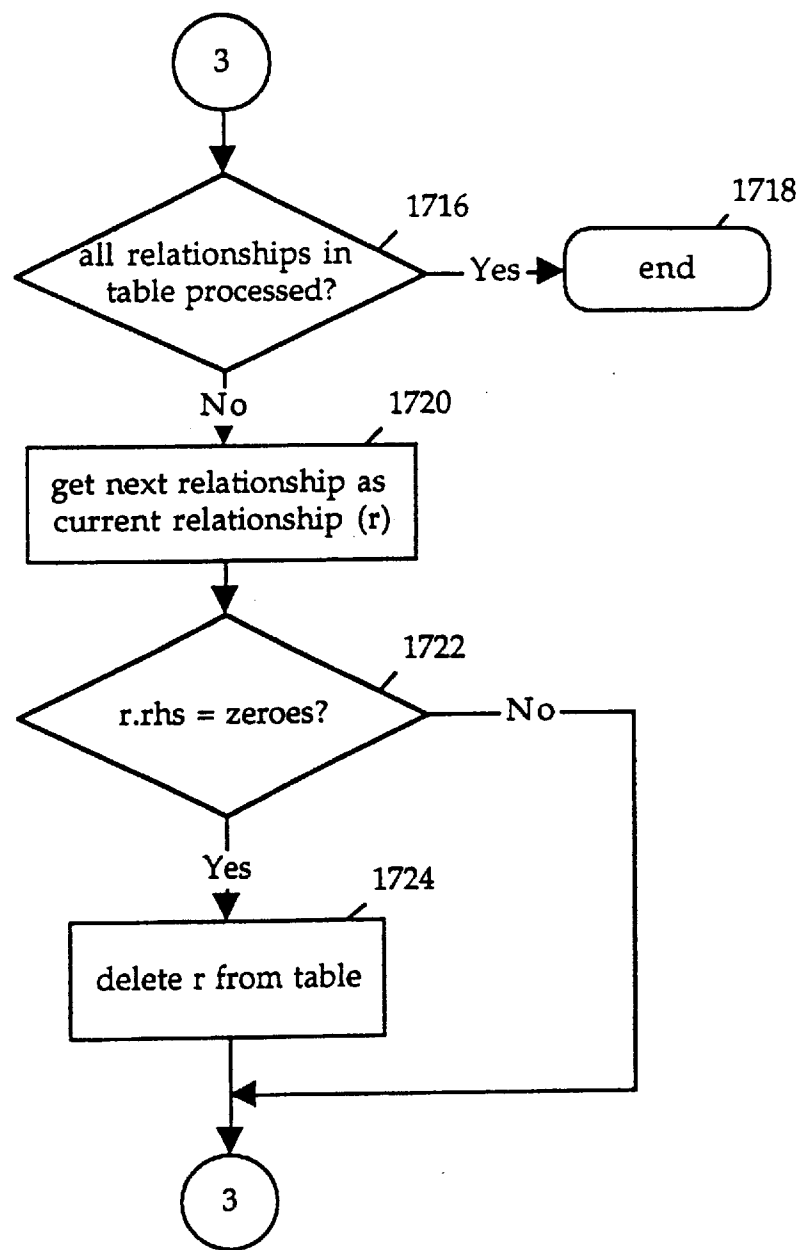 3
1716
1718
all relationships in
table processed?
Yes
end
No
1720
get next relationship as
current relationship (r)
1722
r.rhs = zeroes?
No
Yes
1724
delete r from table
3